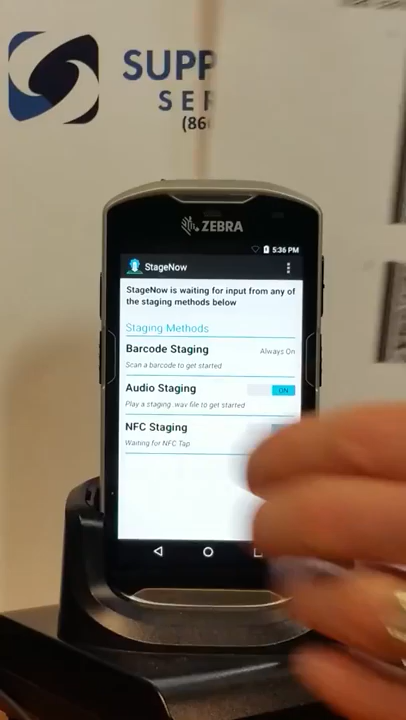 SUPP
SER
(86
ZEBRA
5:36 PM
StageNow
StageNow is waiting for input from any of
the staging methods below
Staging Methods
Barcode Staging Always On
Scan a barcode to get started
Audio Staging ON
Play a staging .wav file to get started
NFC Staging
Waiting for NFC Tap